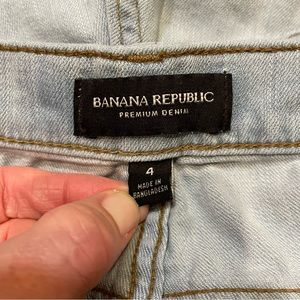 BANANA REPUBLIC
PREMIUM DENIM
4
MADE IN
BANGLADESH